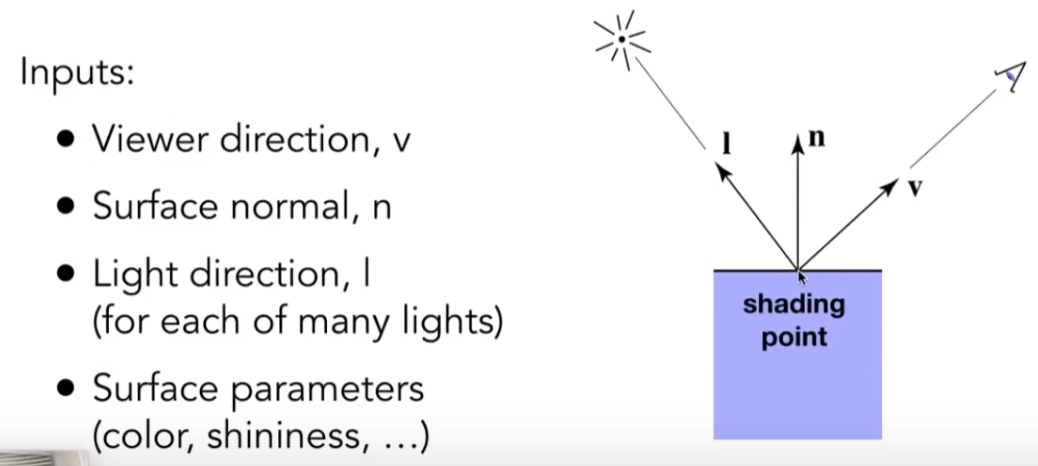 Inputs:
• Viewer direction, v
• Surface normal, n
• Light direction, l
(for each of many lights)
• Surface parameters
(color, shininess, ...)
l
n
v
shading
point